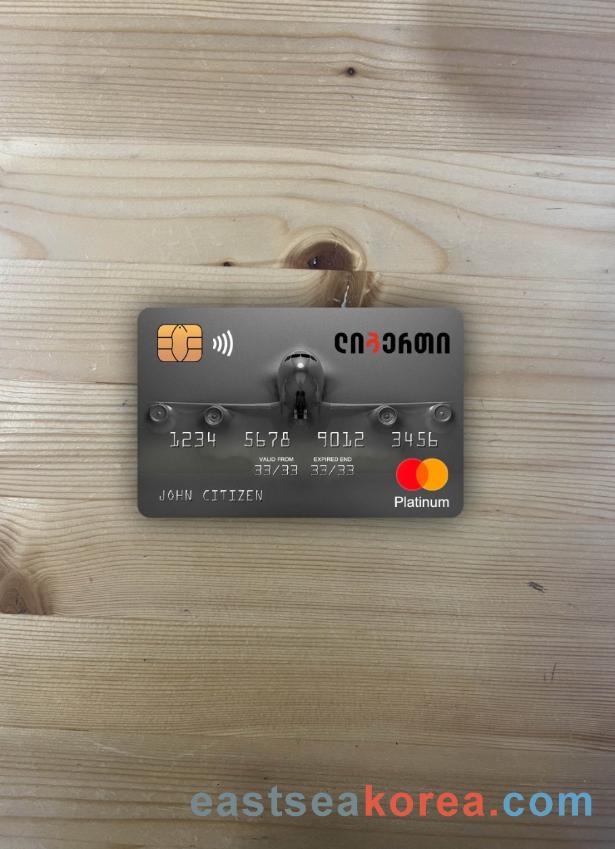 ლიბერთი
1234 5678 9012 3456
VALID FROM EXPIRED END
33/33 33/33
JOHN CITIZEN
Platinum
eastseakorea.com